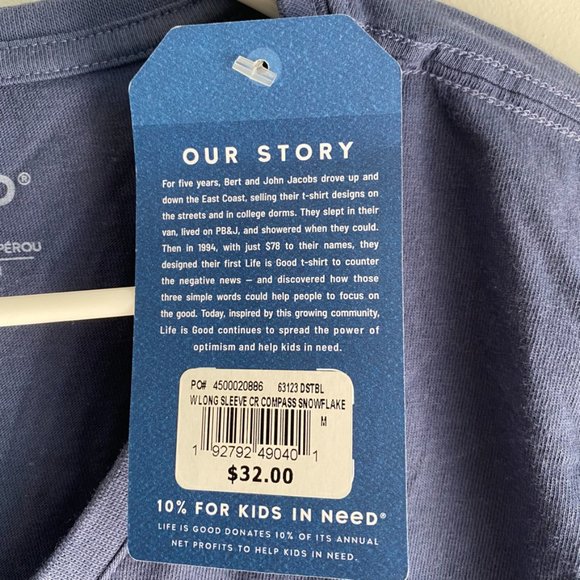 OUR STORY
For five years, Bert and John Jacobs drove up and
down the East Coast, selling their t-shirt designs on
the streets and in college dorms. They slept in their
van, lived on PB&J, and showered when they could.
Then in 1994, with just $78 to their names, they
designed their first Life is Good t-shirt to counter
the negative news — and discovered how those
three simple words could help people to focus on
the good. Today, inspired by this growing community,
Life is Good continues to spread the power of
optimism and help kids in need.
PO# 4500020886 63123 DSTBL
W LONG SLEEVE CR COMPASS SNOWFLAKE
M
1 92792 49040 1
$32.00
10% FOR KIDS IN NeeD®
LIFE IS GOOD DONATES 10% OF ITS ANNUAL
NET PROFITS TO HELP KIDS IN NEED.
D®
PÉROU